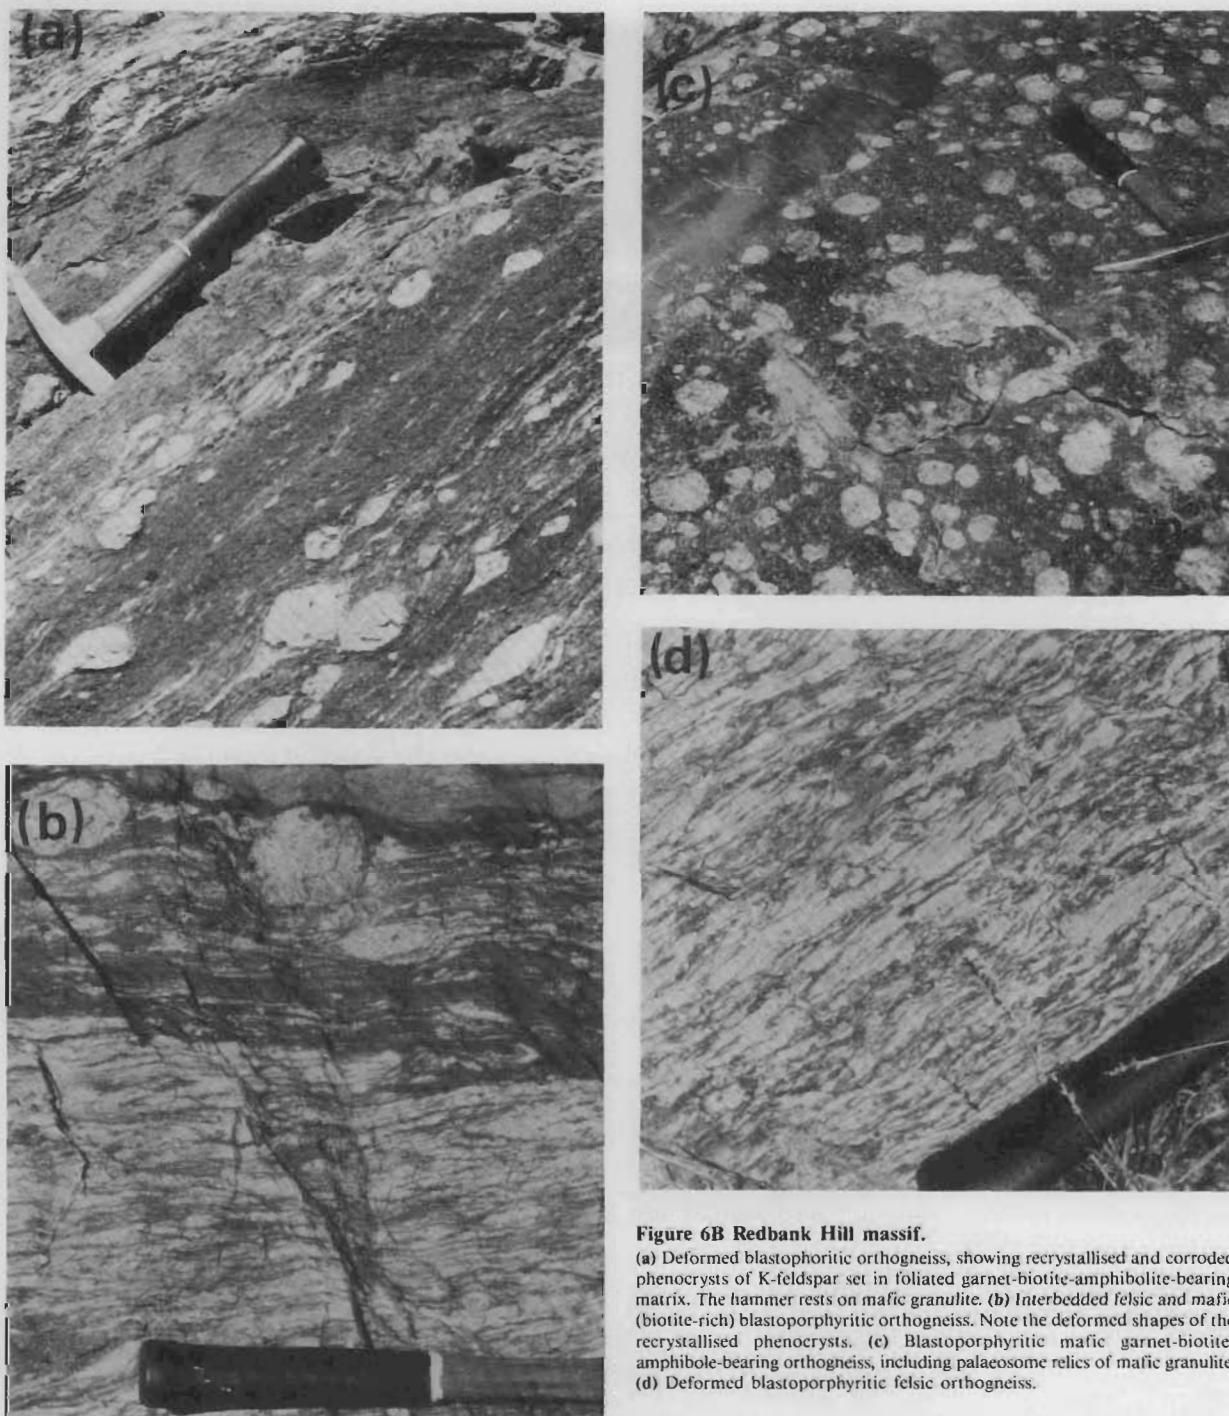 (a)
(c)
(b)
(d)
Figure 6B Redbank Hill massif.
(a) Deformed blastophoritic orthogneiss, showing recrystallised and corroded
phenocrysts of K-feldspar set in foliated garnet-biotite-amphibolite-bearing
matrix. The hammer rests on mafic granulite. (b) Interbedded felsic and mafic
(biotite-rich) blastoporphyritic orthogneiss. Note the deformed shapes of the
recrystallised phenocrysts. (c) Blastoporphyritic mafic garnet-biotite-
amphibole-bearing orthogneiss, including palaeosome relics of mafic granulite.
(d) Deformed blastoporphyritic felsic orthogneiss.